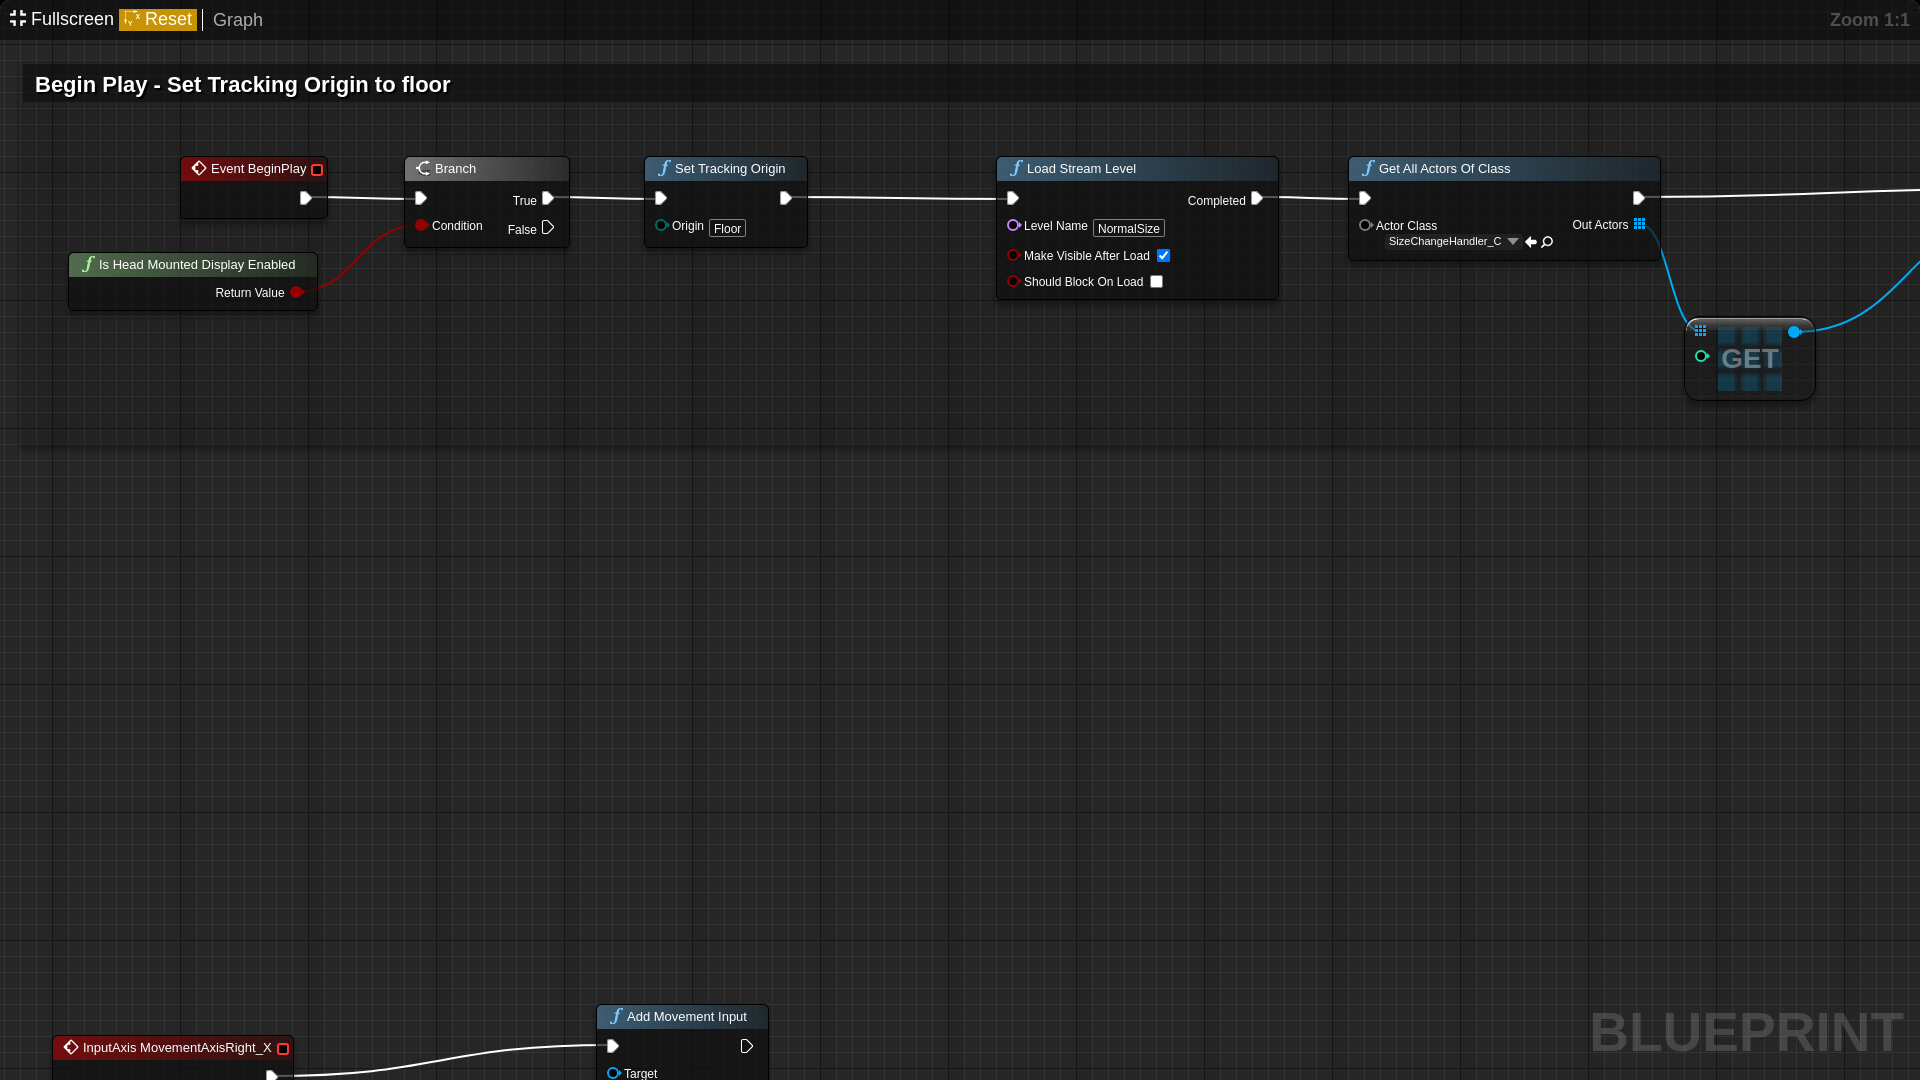 Fullscreen Reset Graph Zoom 1:1
Begin Play - Set Tracking Origin to floor
Event BeginPlay
Is Head Mounted Display Enabled
Return Value
Branch
True
Condition
False
Set Tracking Origin
Origin Floor
Load Stream Level
Completed
Level Name NormalSize
Make Visible After Load
Should Block On Load
Get All Actors Of Class
Actor Class
SizeChangeHandler_C
Out Actors
GET
InputAxis MovementAxisRight_X
Add Movement Input
Target
BLUEPRINT